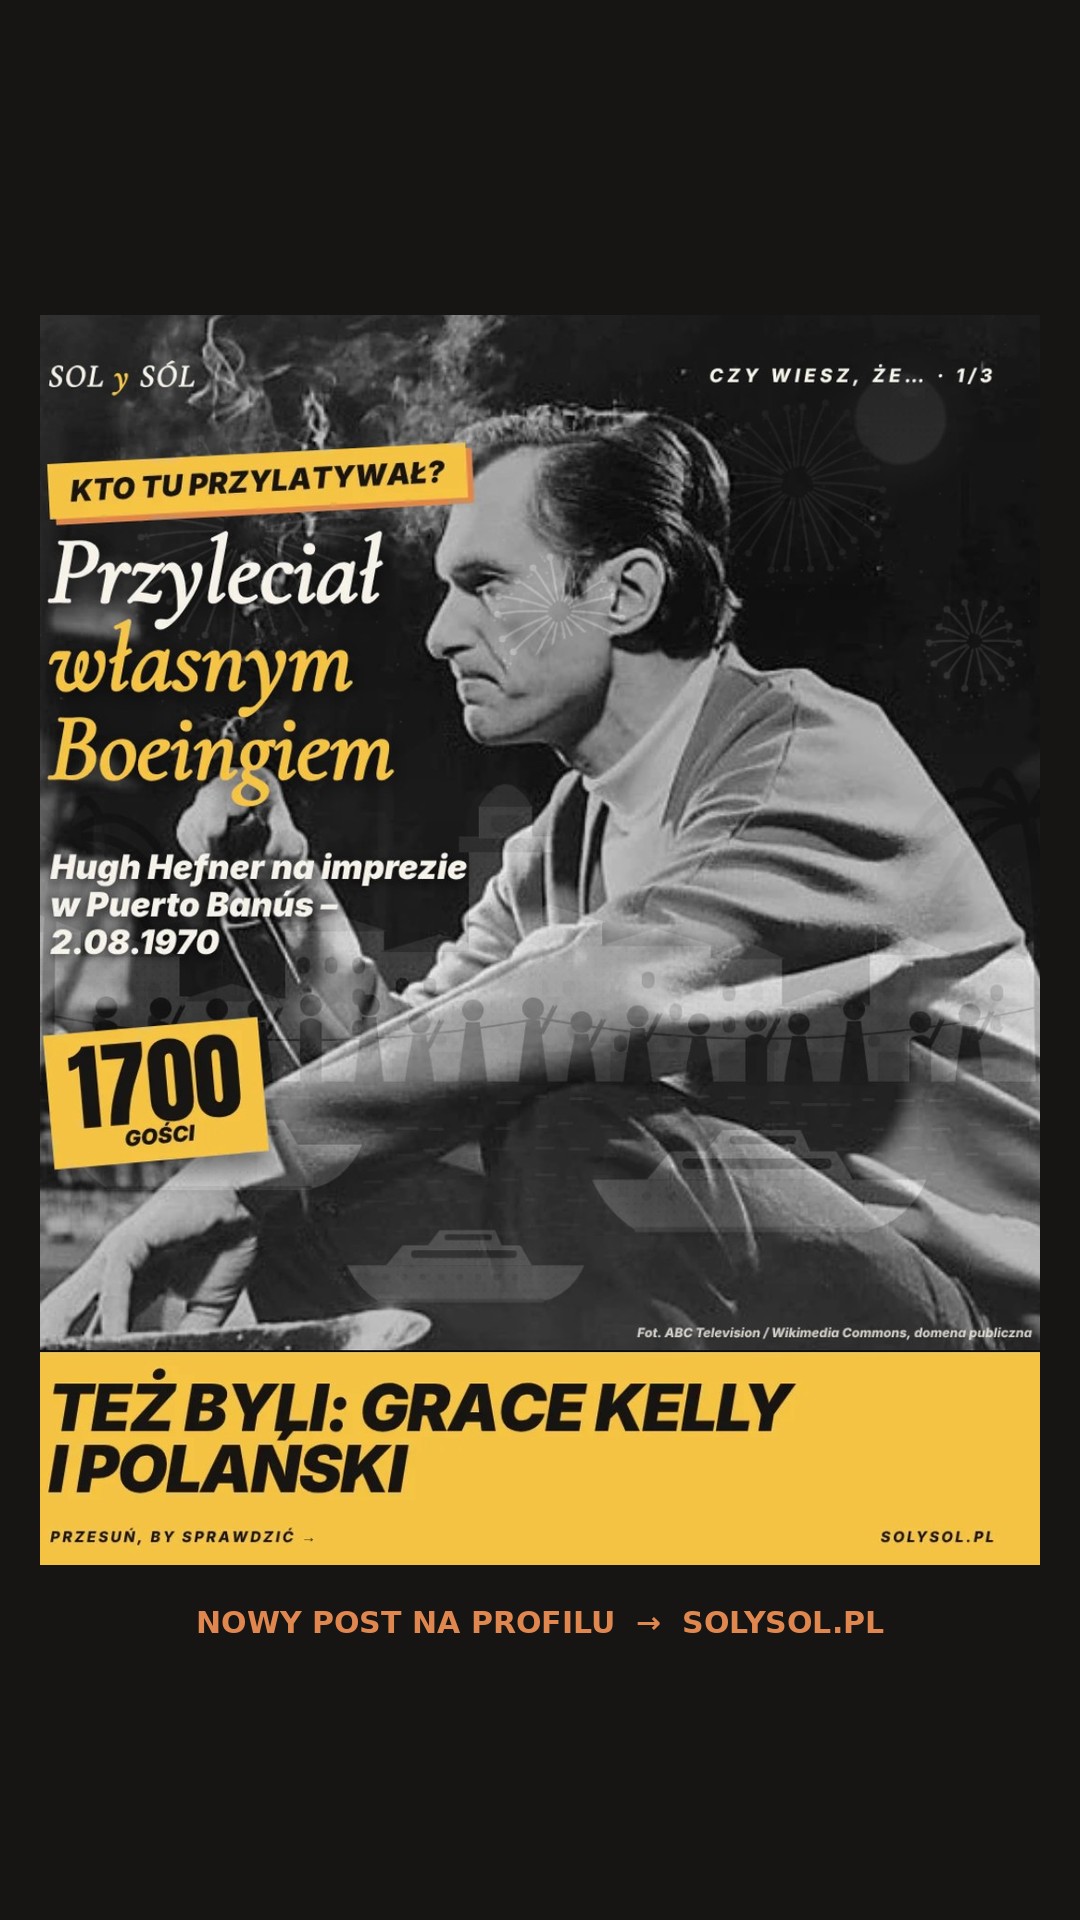 SOL y SÓL
CZY WIESZ, ŻE... · 1/3
KTO TU PRZYLATYWAŁ?
Przyleciał
własnym
Boeingiem
Hugh Hefner na imprezie
w Puerto Banús –
2.08.1970
1700
GOŚCI
Fot. ABC Television / Wikimedia Commons, domena publiczna
TEŻ BYLI: GRACE KELLY
I POLAŃSKI
PRZESUŃ, BY SPRAWDZIĆ →
SOLYSOL.PL
NOWY POST NA PROFILU → SOLYSOL.PL